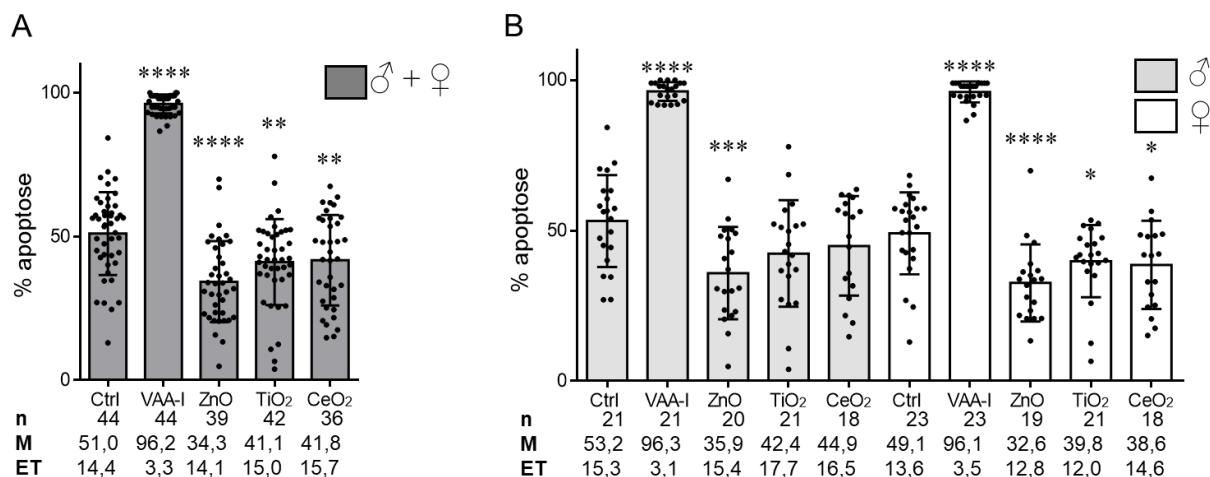 A
% apoptose
100
50
0
**** **** ** **
♂ + ♀
Ctrl VAA-I ZnO TiO₂ CeO₂
n 44 44 39 42 36
M 51,0 96,2 34,3 41,1 41,8
ET 14,4 3,3 14,1 15,0 15,7
B
% apoptose
100
50
0
**** *** **** **** * *
♂
♀
Ctrl VAA-I ZnO TiO₂ CeO₂ Ctrl VAA-I ZnO TiO₂ CeO₂
21 21 20 21 18 23 23 19 21 18
53,2 96,3 35,9 42,4 44,9 49,1 96,1 32,6 39,8 38,6
15,3 3,1 15,4 17,7 16,5 13,6 3,5 12,8 12,0 14,6